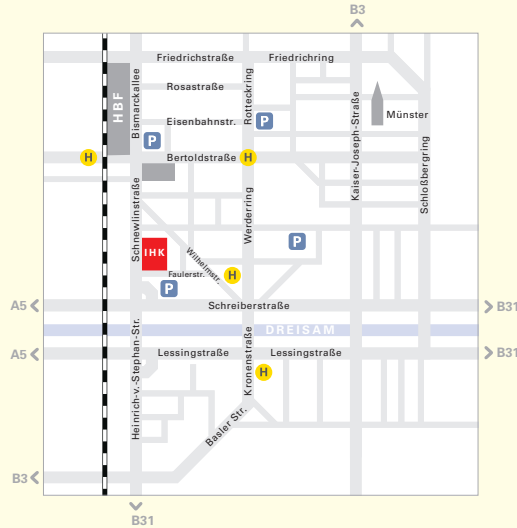 B3
Friedrichstraße
Friedrichring
HBF
Bismarckallee
Rosastraße
Rotteckring
Kaiser-Joseph-Straße
Münster
Eisenbahnstr.
P
P
Schloßbergring
H
Bertoldstraße
H
Schnewlinstraße
Werderring
IHK
Wilhelmstr.
P
Faulerstr.
H
P
A5
Schreiberstraße
B31
DREISAM
A5
Lessingstraße
Lessingstraße
B31
Heinrich-v.-Stephan-Str.
Kronenstraße
H
Basler Str.
B3
B31